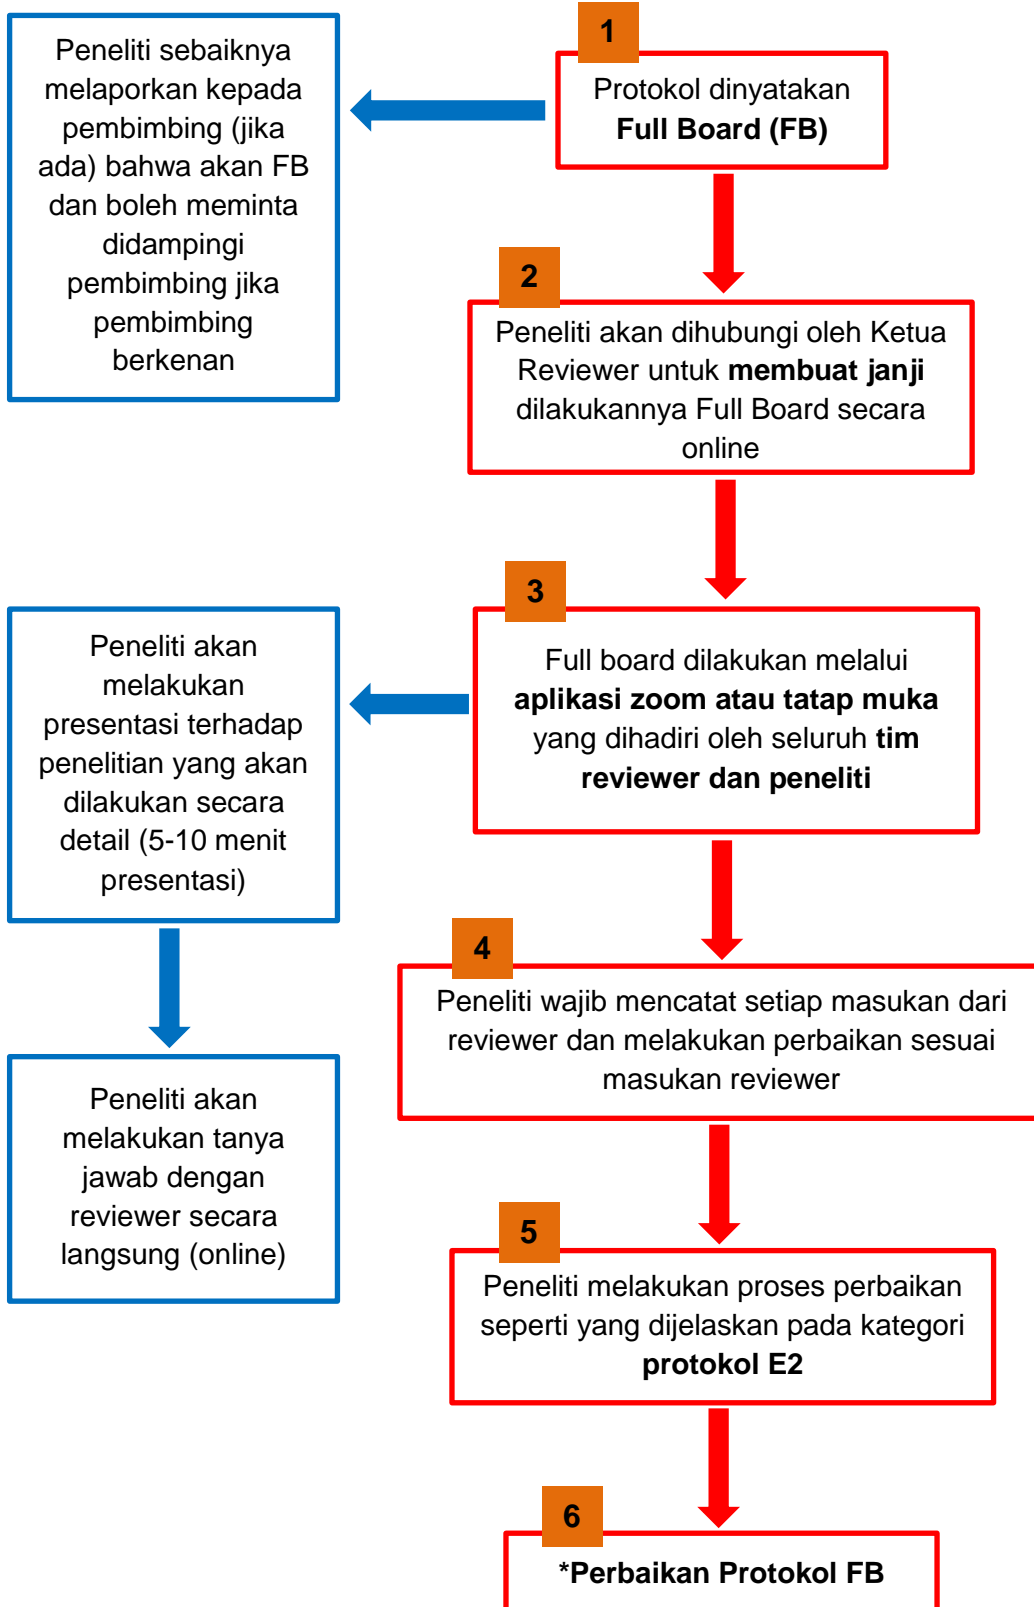 1
Protokol dinyatakan
Full Board (FB)
Peneliti sebaiknya
melaporkan kepada
pembimbing (jika
ada) bahwa akan FB
dan boleh meminta
didampingi
pembimbing jika
pembimbing
berkenan
2
Peneliti akan dihubungi oleh Ketua
Reviewer untuk membuat janji
dilakukannya Full Board secara
online
3
Full board dilakukan melalui
aplikasi zoom atau tatap muka
yang dihadiri oleh seluruh tim
reviewer dan peneliti
Peneliti akan
melakukan
presentasi terhadap
penelitian yang akan
dilakukan secara
detail (5-10 menit
presentasi)
Peneliti akan
melakukan tanya
jawab dengan
reviewer secara
langsung (online)
4
Peneliti wajib mencatat setiap masukan dari
reviewer dan melakukan perbaikan sesuai
masukan reviewer
5
Peneliti melakukan proses perbaikan
seperti yang dijelaskan pada kategori
protokol E2
6
*Perbaikan Protokol FB